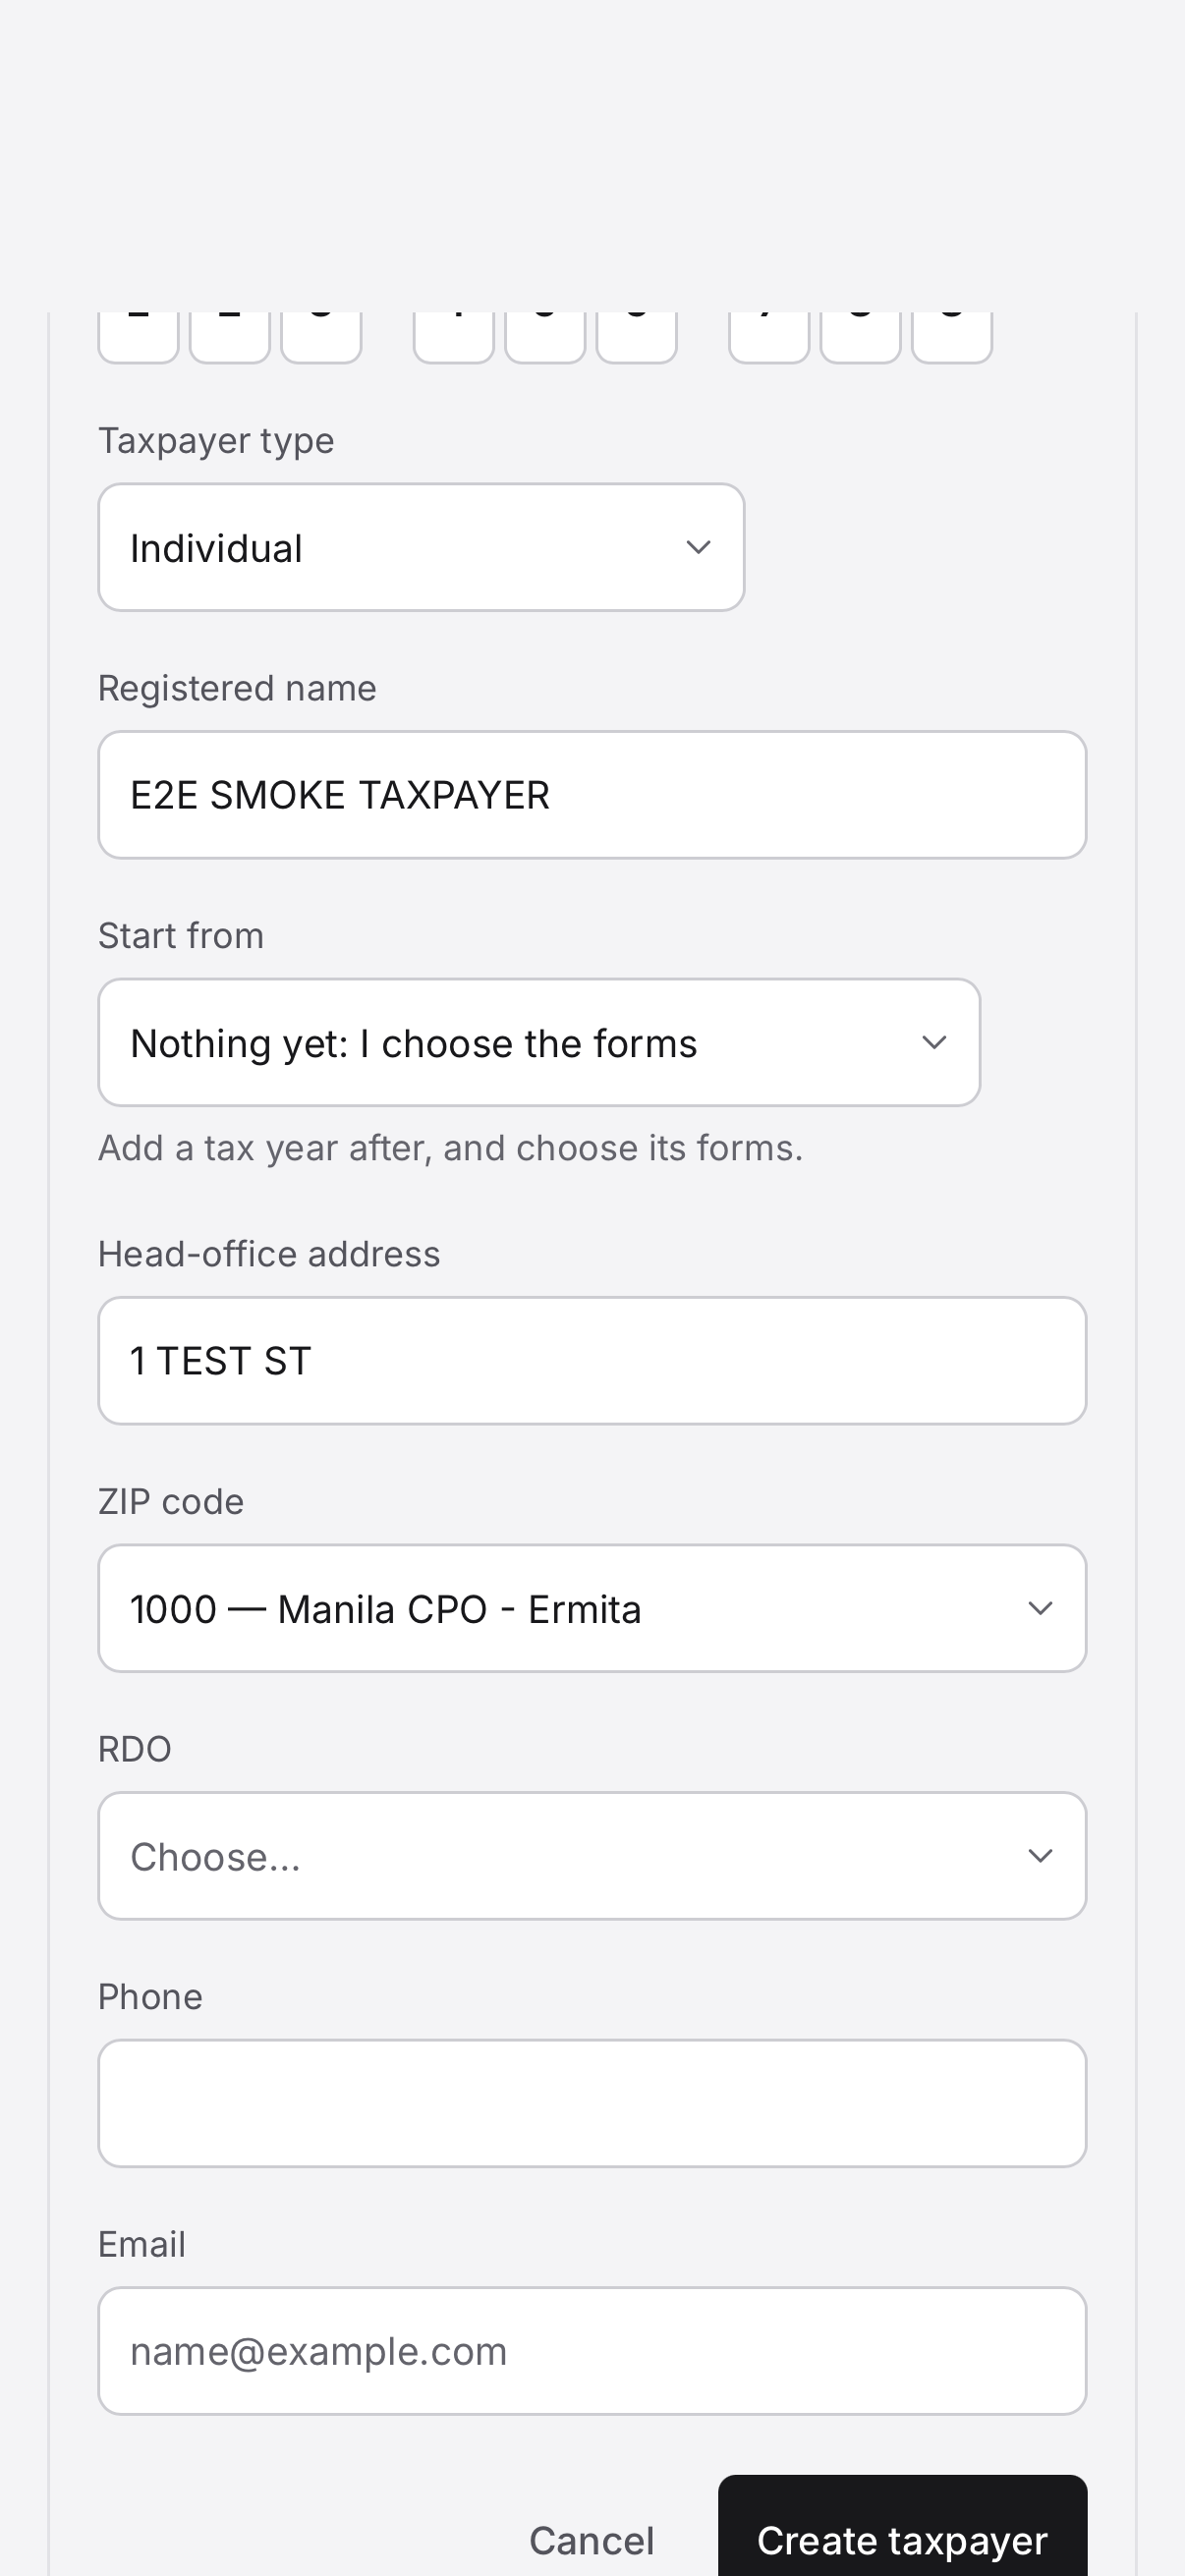 Taxpayer type
Individual
Registered name
E2E SMOKE TAXPAYER
Start from
Nothing yet: I choose the forms
Add a tax year after, and choose its forms.
Head-office address
1 TEST ST
ZIP code
1000 — Manila CPO - Ermita
RDO
Choose...
Phone
Email
name@example.com
Cancel
Create taxpayer